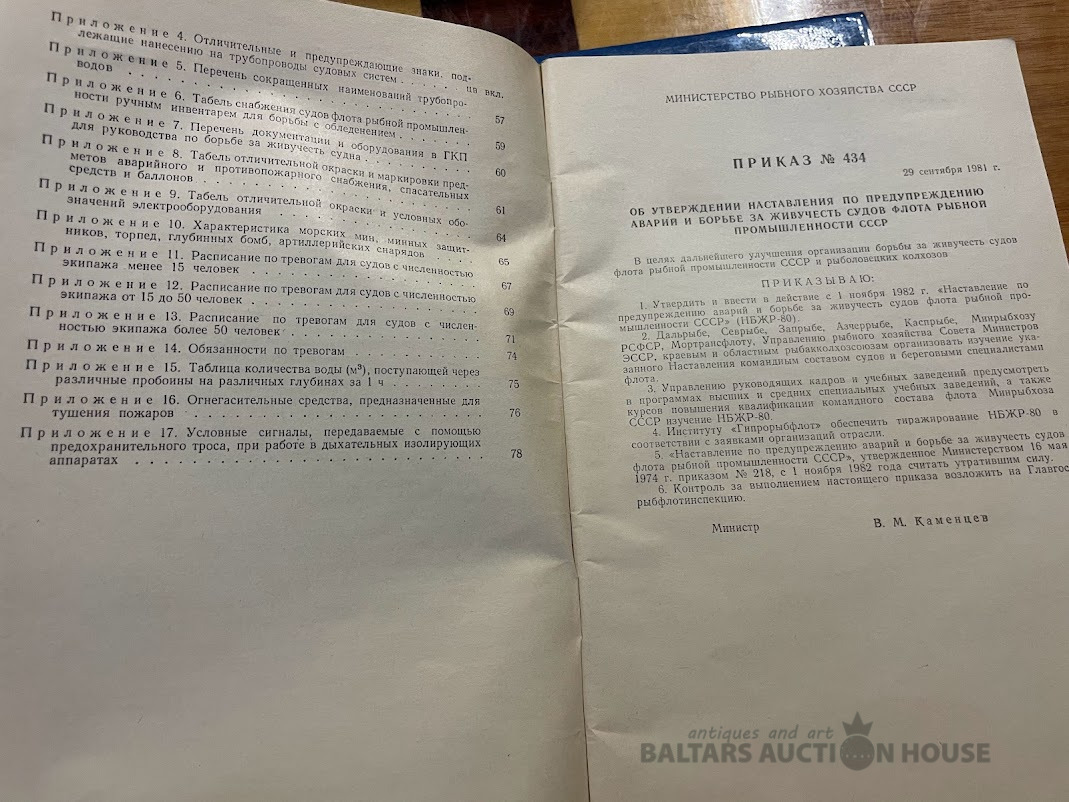 Приложение 4. Отличительные и предупреждающие знаки, под-
лежащие нанесению на трубопроводы судовых систем . . . . . цв вкл.
Приложение 5. Перечень сокращенных наименований трубопро-
водов . . . . . . . . . . . . . . . . . . . . 57
Приложение 6. Табель снабжения судов флота рыбной промышлен-
ности ручным инвентарем для борьбы с обледенением . . . . 59
Приложение 7. Перечень документации и оборудования в ГКП
для руководства по борьбе за живучесть судна . . . . . . . 60
Приложение 8. Табель отличительной окраски и маркировки пред-
метов аварийного и противопожарного снабжения, спасательных
средств и баллонов . . . . . . . . . . . . . . . . 61
Приложение 9. Табель отличительной окраски и условных обо-
значений электрооборудования . . . . . . . . . . . . 64
Приложение 10. Характеристика морских мин, минных защит-
ников, торпед, глубинных бомб, артиллерийских снарядов . . . 65
Приложение 11. Расписание по тревогам для судов с численностью
экипажа менее 15 человек . . . . . . . . . . . . . 67
Приложение 12. Расписание по тревогам для судов с численностью
экипажа от 15 до 50 человек . . . . . . . . . . . . . 69
Приложение 13. Расписание по тревогам для судов с числен-
ностью экипажа более 50 человек . . . . . . . . . . . 71
Приложение 14. Обязанности по тревогам . . . . . . . . 74
Приложение 15. Таблица количества воды (м³), поступающей через
различные пробоины на различных глубинах за 1 ч . . . . . . 75
Приложение 16. Огнегасительные средства, предназначенные для
тушения пожаров . . . . . . . . . . . . . . . . . 76
Приложение 17. Условные сигналы, передаваемые с помощью
предохранительного троса, при работе в дыхательных изолирующих
аппаратах . . . . . . . . . . . . . . . . . . . 78
МИНИСТЕРСТВО РЫБНОГО ХОЗЯЙСТВА СССР
ПРИКАЗ № 434
29 сентября 1981 г.
ОБ УТВЕРЖДЕНИИ НАСТАВЛЕНИЯ ПО ПРЕДУПРЕЖДЕНИЮ
АВАРИЙ И БОРЬБЕ ЗА ЖИВУЧЕСТЬ СУДОВ ФЛОТА РЫБНОЙ
ПРОМЫШЛЕННОСТИ СССР
В целях дальнейшего улучшения организации борьбы за живучесть судов
флота рыбной промышленности СССР и рыболовецких колхозов
ПРИКАЗЫВАЮ:
1. Утвердить и ввести в действие с 1 ноября 1982 г. «Наставление по
предупреждению аварий и борьбе за живучесть судов флота рыбной про-
мышленности СССР» (НБЖР-80).
2. Дальрыбе, Севрыбе, Запрыбе, Азчеррыбе, Каспрыбе, Минрыбхозу
РСФСР, Мортрансфлоту, Управлению рыбного хозяйства Совета Министров
ЭССР, краевым и областным рыбакколхозсоюзам организовать изучение ука-
занного Наставления командным составом судов и береговыми специалистами
флота.
3. Управлению руководящих кадров и учебных заведений предусмотреть
в программах высших и средних специальных учебных заведений, а также
курсов повышения квалификации командного состава флота Минрыбхоза
СССР изучение НБЖР-80.
4. Институту «Гипрорыбфлот» обеспечить тиражирование НБЖР-80 в
соответствии с заявками организаций отрасли.
5. «Наставление по предупреждению аварий и борьбе за живучесть судов
флота рыбной промышленности СССР», утвержденное Министерством 16 мая
1974 г. приказом № 218, с 1 ноября 1982 года считать утратившим силу.
6. Контроль за выполнением настоящего приказа возложить на Главгос
рыбфлотинспекцию.
Министр В. М. Каменцев
antiques and art
BALTARS AUCTION HOUSE